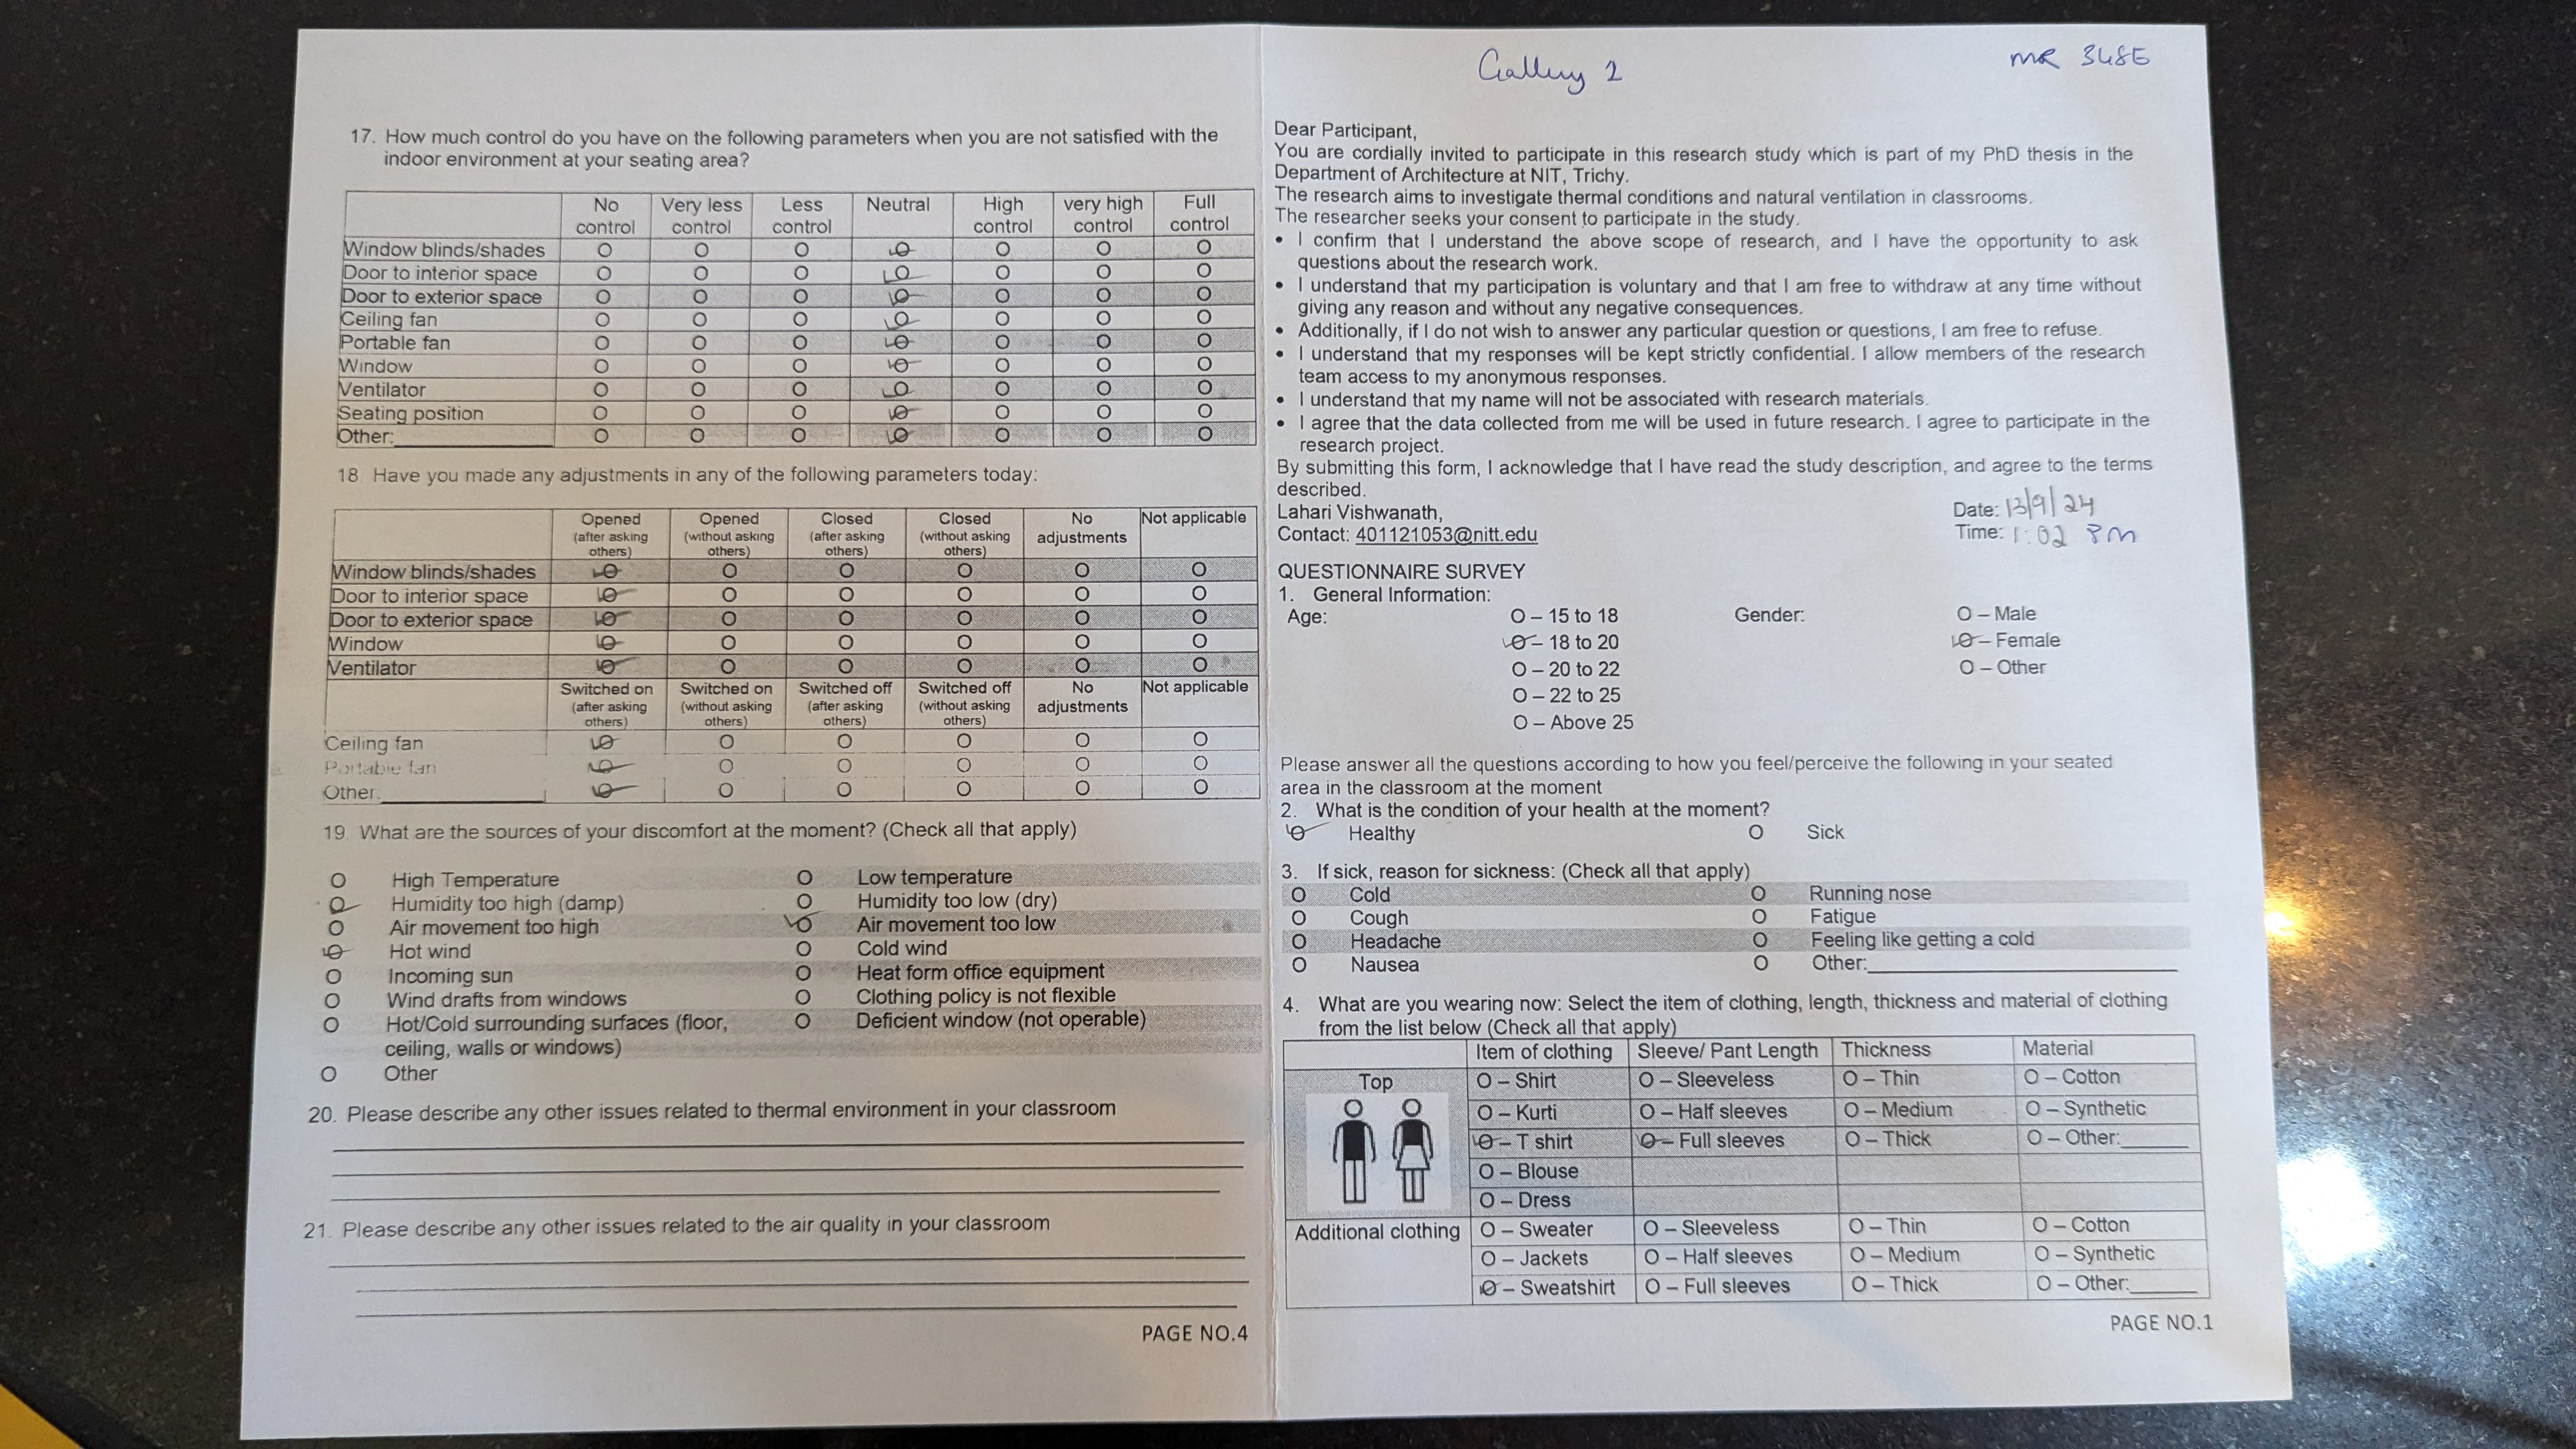 17. How much control do you have on the following parameters when you are not satisfied with the
indoor environment at your seating area?
No control Very less control Less control Neutral High control very high control Full control
Window blinds/shades O O O O O O O
Door to interior space O O O O O O O
Door to exterior space O O O O O O O
Ceiling fan O O O O O O O
Portable fan O O O O O O O
Window O O O O O O O
Ventilator O O O O O O O
Seating position O O O O O O O
Other: O O O O O O O
18. Have you made any adjustments in any of the following parameters today:
Opened (after asking others) Opened (without asking others) Closed (after asking others) Closed (without asking others) No adjustments Not applicable
Window blinds/shades O O O O O O
Door to interior space O O O O O O
Door to exterior space O O O O O O
Window O O O O O O
Ventilator O O O O O O
Switched on (after asking others) Switched on (without asking others) Switched off (after asking others) Switched off (without asking others) No adjustments Not applicable
Ceiling fan O O O O O O
Portable fan O O O O O O
Other: O O O O O O
19. What are the sources of your discomfort at the moment? (Check all that apply)
O High Temperature O Low temperature
O Humidity too high (damp) O Humidity too low (dry)
O Air movement too high O Air movement too low
O Hot wind O Cold wind
O Incoming sun O Heat form office equipment
O Wind drafts from windows O Clothing policy is not flexible
O Hot/Cold surrounding surfaces (floor, O Deficient window (not operable)
ceiling, walls or windows)
O Other
20. Please describe any other issues related to thermal environment in your classroom
21. Please describe any other issues related to the air quality in your classroom
PAGE NO.4
Gallery 2
MR 348E
Dear Participant,
You are cordially invited to participate in this research study which is part of my PhD thesis in the
Department of Architecture at NIT, Trichy.
The research aims to investigate thermal conditions and natural ventilation in classrooms.
The researcher seeks your consent to participate in the study.
• I confirm that I understand the above scope of research, and I have the opportunity to ask
questions about the research work.
• I understand that my participation is voluntary and that I am free to withdraw at any time without
giving any reason and without any negative consequences.
• Additionally, if I do not wish to answer any particular question or questions, I am free to refuse.
• I understand that my responses will be kept strictly confidential. I allow members of the research
team access to my anonymous responses.
• I understand that my name will not be associated with research materials.
• I agree that the data collected from me will be used in future research. I agree to participate in the
research project.
By submitting this form, I acknowledge that I have read the study description, and agree to the terms
described.
Lahari Vishwanath, Date: 13/9/24
Contact: 401121053@nitt.edu Time: 1:02 PM
QUESTIONNAIRE SURVEY
1. General Information:
Age: O – 15 to 18 Gender: O – Male
O – 18 to 20 O – Female
O – 20 to 22 O – Other
O – 22 to 25
O – Above 25
Please answer all the questions according to how you feel/perceive the following in your seated
area in the classroom at the moment
2. What is the condition of your health at the moment?
O Healthy O Sick
3. If sick, reason for sickness: (Check all that apply)
O Cold O Running nose
O Cough O Fatigue
O Headache O Feeling like getting a cold
O Nausea O Other:
4. What are you wearing now: Select the item of clothing, length, thickness and material of clothing
from the list below (Check all that apply)
Item of clothing Sleeve/ Pant Length Thickness Material
Top O – Shirt O – Sleeveless O – Thin O – Cotton
O – Kurti O – Half sleeves O – Medium O – Synthetic
O – T shirt O – Full sleeves O – Thick O – Other:
O – Blouse
O – Dress
Additional clothing O – Sweater O – Sleeveless O – Thin O – Cotton
O – Jackets O – Half sleeves O – Medium O – Synthetic
O – Sweatshirt O – Full sleeves O – Thick O – Other:
PAGE NO.1